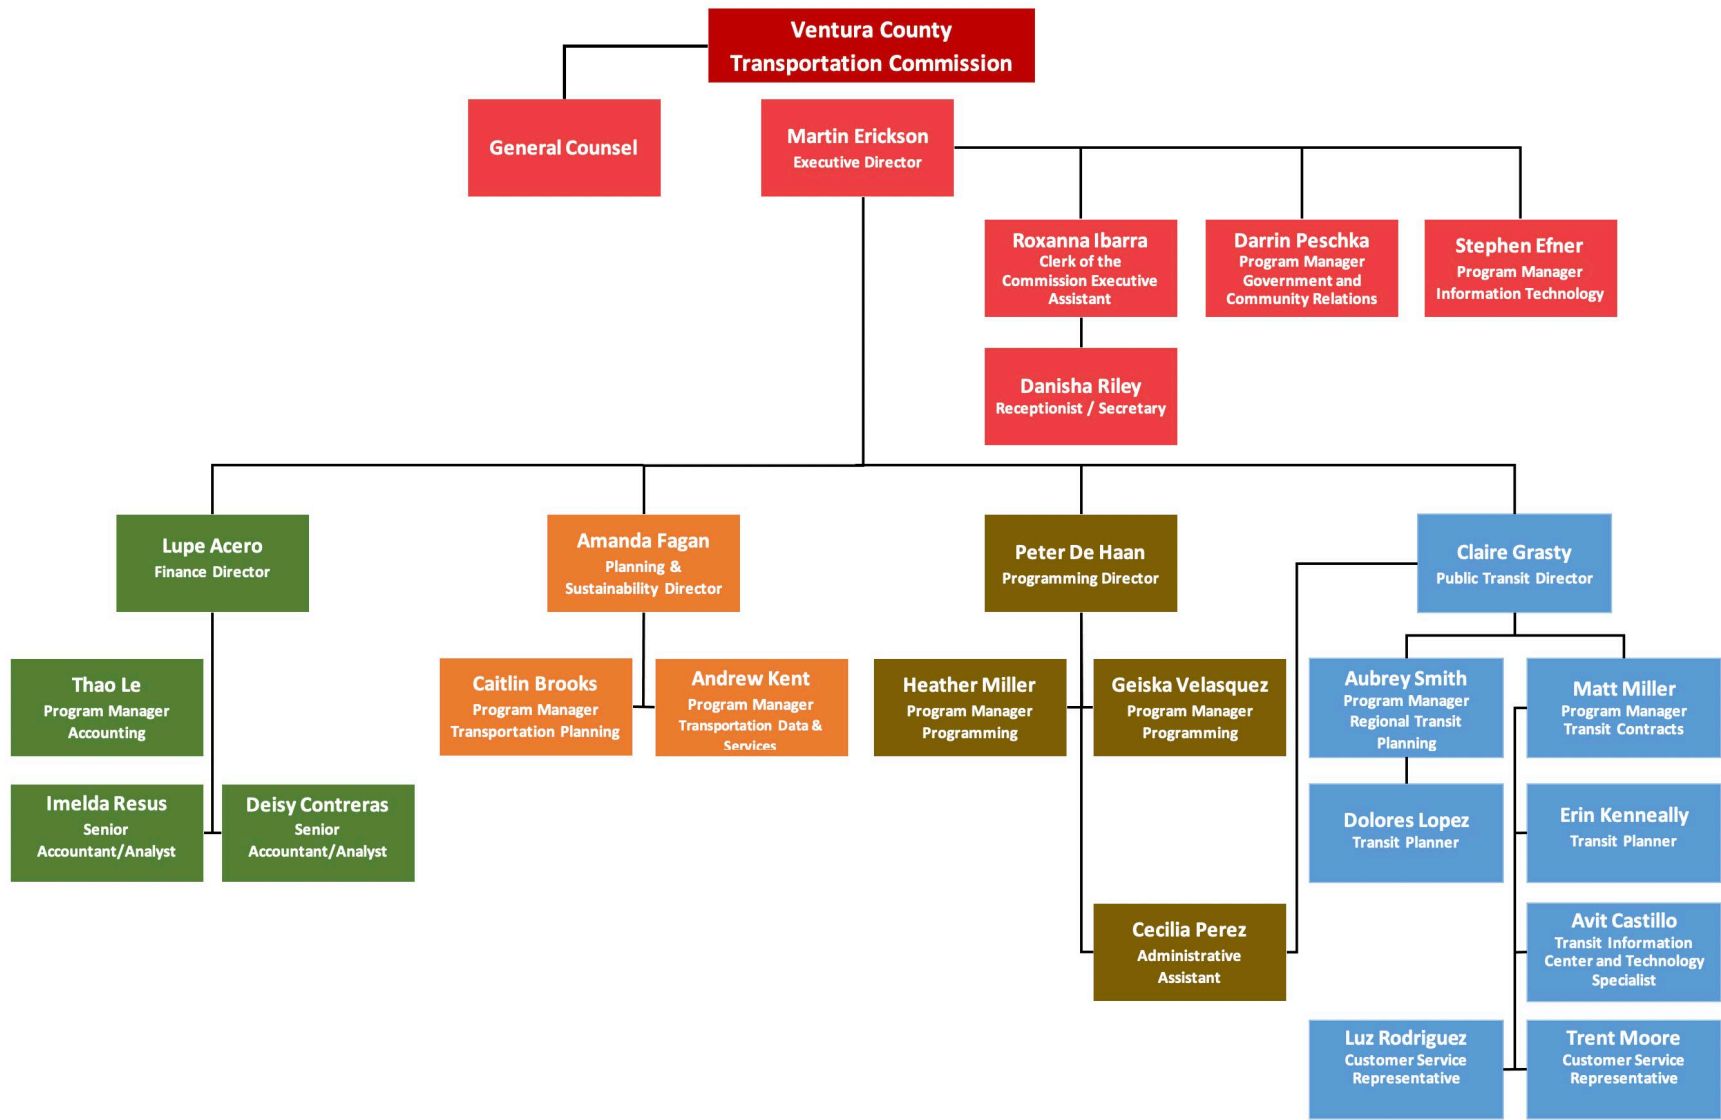 Ventura County
Transportation Commission
General Counsel
Martin Erickson
Executive Director
Roxanna Ibarra
Clerk of the
Commission Executive
Assistant
Darrin Peschka
Program Manager
Government and
Community Relations
Stephen Efner
Program Manager
Information Technology
Danisha Riley
Receptionist / Secretary
Lupe Acero
Finance Director
Amanda Fagan
Planning &
Sustainability Director
Peter De Haan
Programming Director
Claire Grasty
Public Transit Director
Thao Le
Program Manager
Accounting
Caitlin Brooks
Program Manager
Transportation Planning
Andrew Kent
Program Manager
Transportation Data &
Services
Heather Miller
Program Manager
Programming
Geiska Velasquez
Program Manager
Programming
Aubrey Smith
Program Manager
Regional Transit
Planning
Matt Miller
Program Manager
Transit Contracts
Imelda Resus
Senior
Accountant/Analyst
Deisy Contreras
Senior
Accountant/Analyst
Dolores Lopez
Transit Planner
Erin Kenneally
Transit Planner
Cecilia Perez
Administrative
Assistant
Avit Castillo
Transit Information
Center and Technology
Specialist
Luz Rodriguez
Customer Service
Representative
Trent Moore
Customer Service
Representative